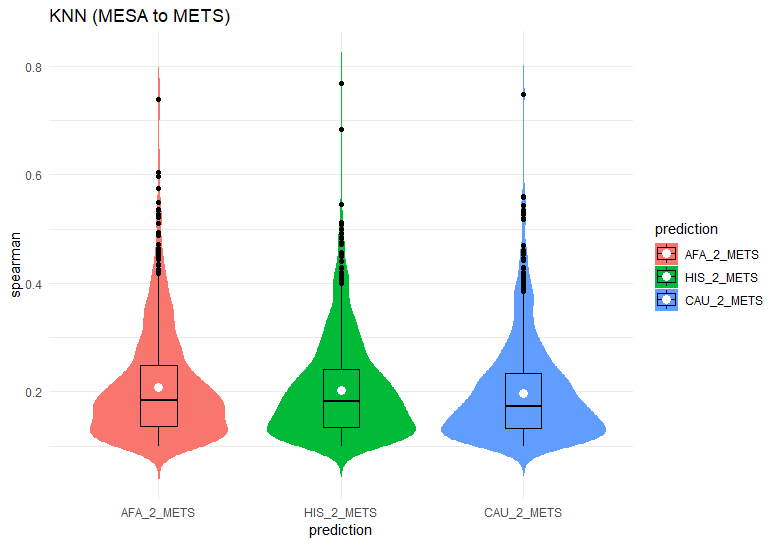 KNN (MESA to METS)
0.8
0.6
0.4
0.2
spearman
AFA_2_METS
HIS_2_METS
CAU_2_METS
prediction
prediction
AFA_2_METS
HIS_2_METS
CAU_2_METS